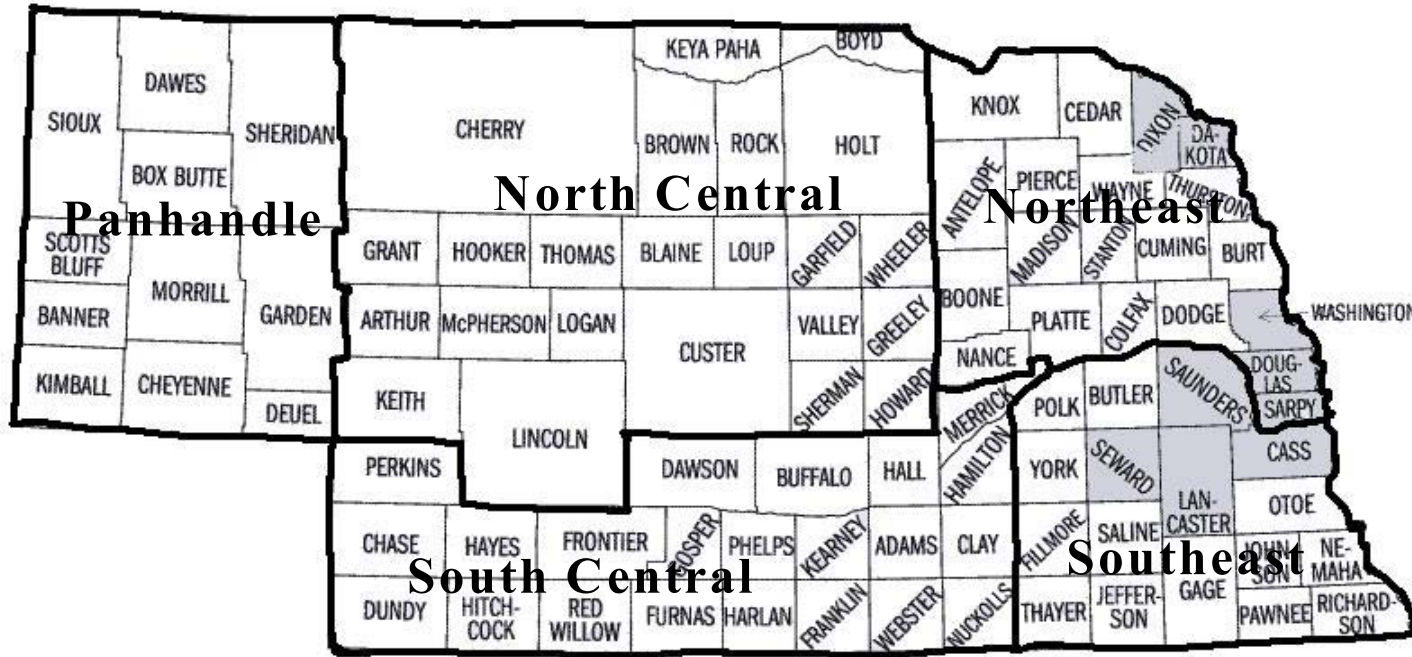 KEYA PAHA
BOYD
DAWES
SIOUX
SHERIDAN
CHERRY
BROWN
ROCK
HOLT
KNOX
CEDAR
DIXON
DA-
KOTA
BOX BUTTE
ANTELOPE
PIERCE
WAYNE
THURSTON
Panhandle
North Central
Northeast
SCOTTS
BLUFF
MORRILL
GRANT
HOOKER
THOMAS
BLAINE
LOUP
GARFIELD
WHEELER
MADISON
STANTON
CUMING
BURT
BANNER
GARDEN
ARTHUR
McPHERSON
LOGAN
CUSTER
VALLEY
GREELEY
BOONE
PLATTE
COLFAX
DODGE
WASHINGTON
NANCE
KIMBALL
CHEYENNE
DEUEL
KEITH
LINCOLN
SHERMAN
HOWARD
MERRICK
POLK
BUTLER
SAUNDERS
DOUG-
LAS
SARPY
PERKINS
DAWSON
BUFFALO
HALL
HAMILTON
YORK
SEWARD
CASS
LAN-
CASTER
OTOE
CHASE
HAYES
FRONTIER
GOSPER
PHELPS
KEARNEY
ADAMS
CLAY
FILLMORE
SALINE
South Central
Southeast
JOHN-
SON
NE-
MAHA
DUNDY
HITCH-
COCK
RED
WILLOW
FURNAS
HARLAN
FRANKLIN
WEBSTER
NUCKOLLS
THAYER
JEFFER-
SON
GAGE
PAWNEE
RICHARD-
SON